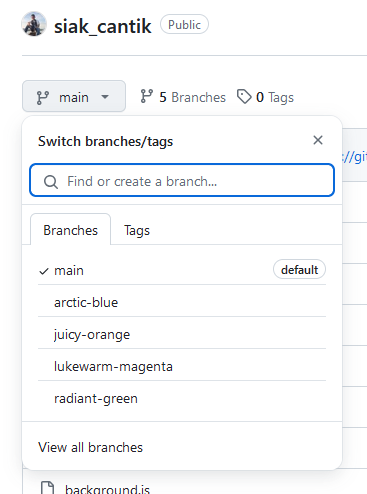 siak_cantik Public
main 5 Branches 0 Tags
Switch branches/tags
Find or create a branch...
Branches Tags
main default
arctic-blue
juicy-orange
lukewarm-magenta
radiant-green
View all branches
background.js